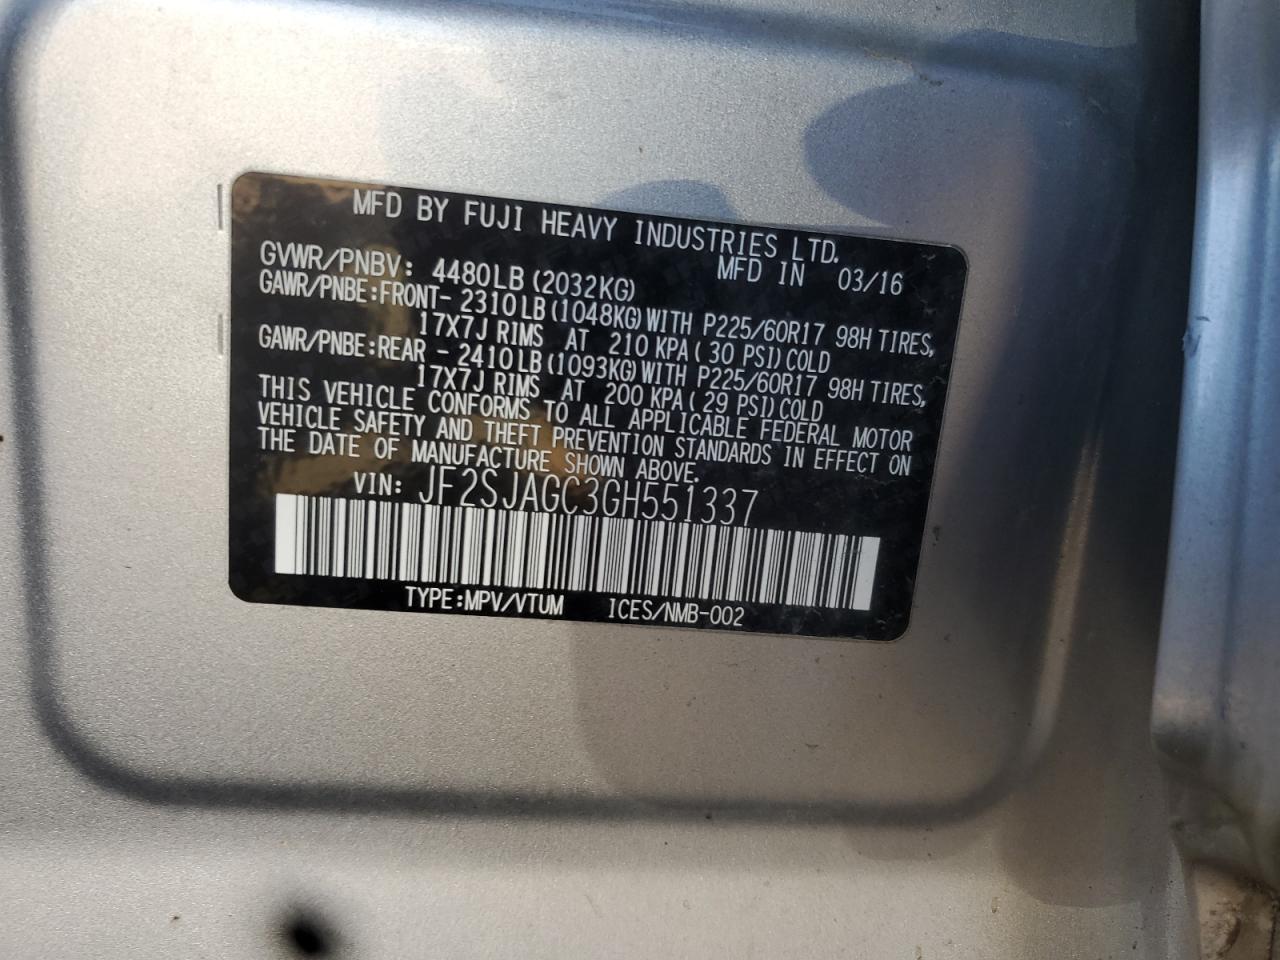 MFD BY FUJI HEAVY INDUSTRIES LTD.
MFD IN 03/16
GVWR/PNBV: 4480LB (2032KG)
GAWR/PNBE:FRONT- 2310LB(1048KG)WITH P225/60R17 98H TIRES,
17X7J RIMS AT 210 KPA( 30 PSI)COLD
GAWR/PNBE:REAR - 2410LB(1093KG)WITH P225/60R17 98H TIRES,
17X7J RIMS AT 200 KPA( 29 PSI)COLD
THIS VEHICLE CONFORMS TO ALL APPLICABLE FEDERAL MOTOR
VEHICLE SAFETY AND THEFT PREVENTION STANDARDS IN EFFECT ON
THE DATE OF MANUFACTURE SHOWN ABOVE.
VIN: JF2SJAGC3GH551337
TYPE:MPV/VTUM ICES/NMB-002